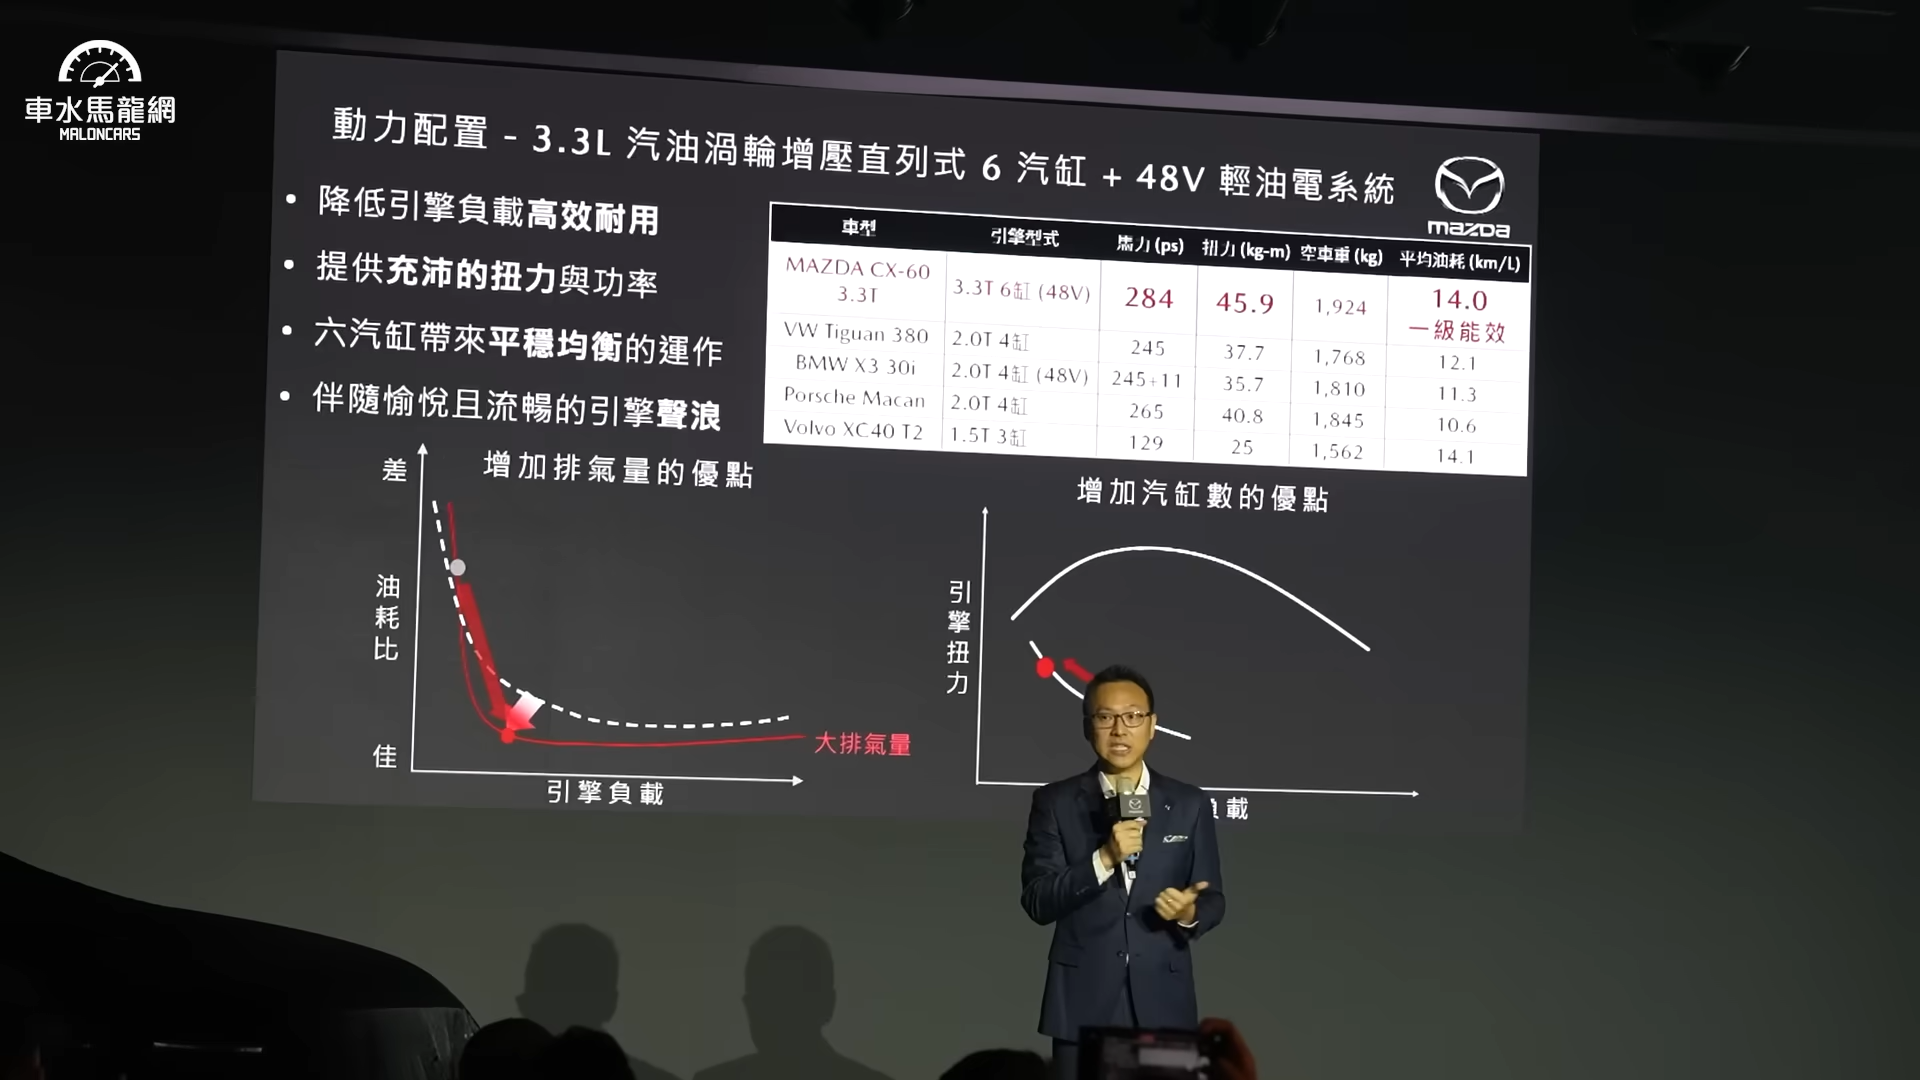 車水馬龍網
MALONCARS
動力配置 - 3.3L 汽油渦輪增壓直列式 6 汽缸 + 48V 輕油電系統
mazda
• 降低引擎負載高效耐用
• 提供充沛的扭力與功率
• 六汽缸帶來平穩均衡的運作
• 伴隨愉悅且流暢的引擎聲浪
車型 引擎型式 馬力 (ps) 扭力 (kg-m) 空車重 (kg) 平均油耗 (km/L)
MAZDA CX-60
3.3T 3.3T 6缸 (48V) 284 45.9 1,924 14.0
一級能效
VW Tiguan 380 2.0T 4缸 245 37.7 1,768 12.1
BMW X3 30i 2.0T 4缸 (48V) 245+11 35.7 1,810 11.3
Porsche Macan 2.0T 4缸 265 40.8 1,845 10.6
Volvo XC40 T2 1.5T 3缸 129 25 1,562 14.1
增加排氣量的優點
差
油耗比
佳
大排氣量
引擎負載
增加汽缸數的優點
引擎扭力
載